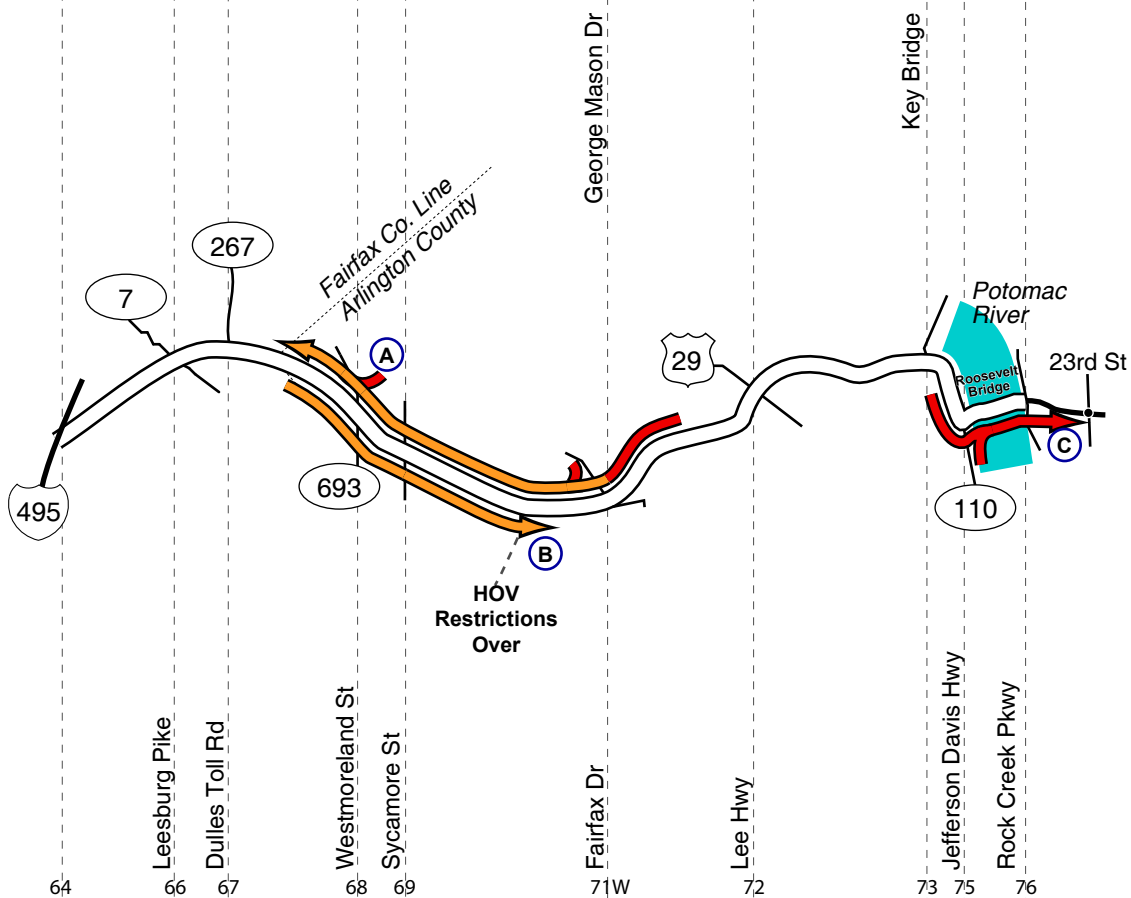 George Mason Dr
Key Bridge
Fairfax Co. Line
Arlington County
267
7
A
29
Potomac
River
Roosevelt
Bridge
23rd St
C
693
495
110
B
HOV
Restrictions
Over
Leesburg Pike
Dulles Toll Rd
Westmoreland St
Sycamore St
Fairfax Dr
Lee Hwy
Jefferson Davis Hwy
Rock Creek Pkwy
64
66
67
68
69
71W
72
73
75
76